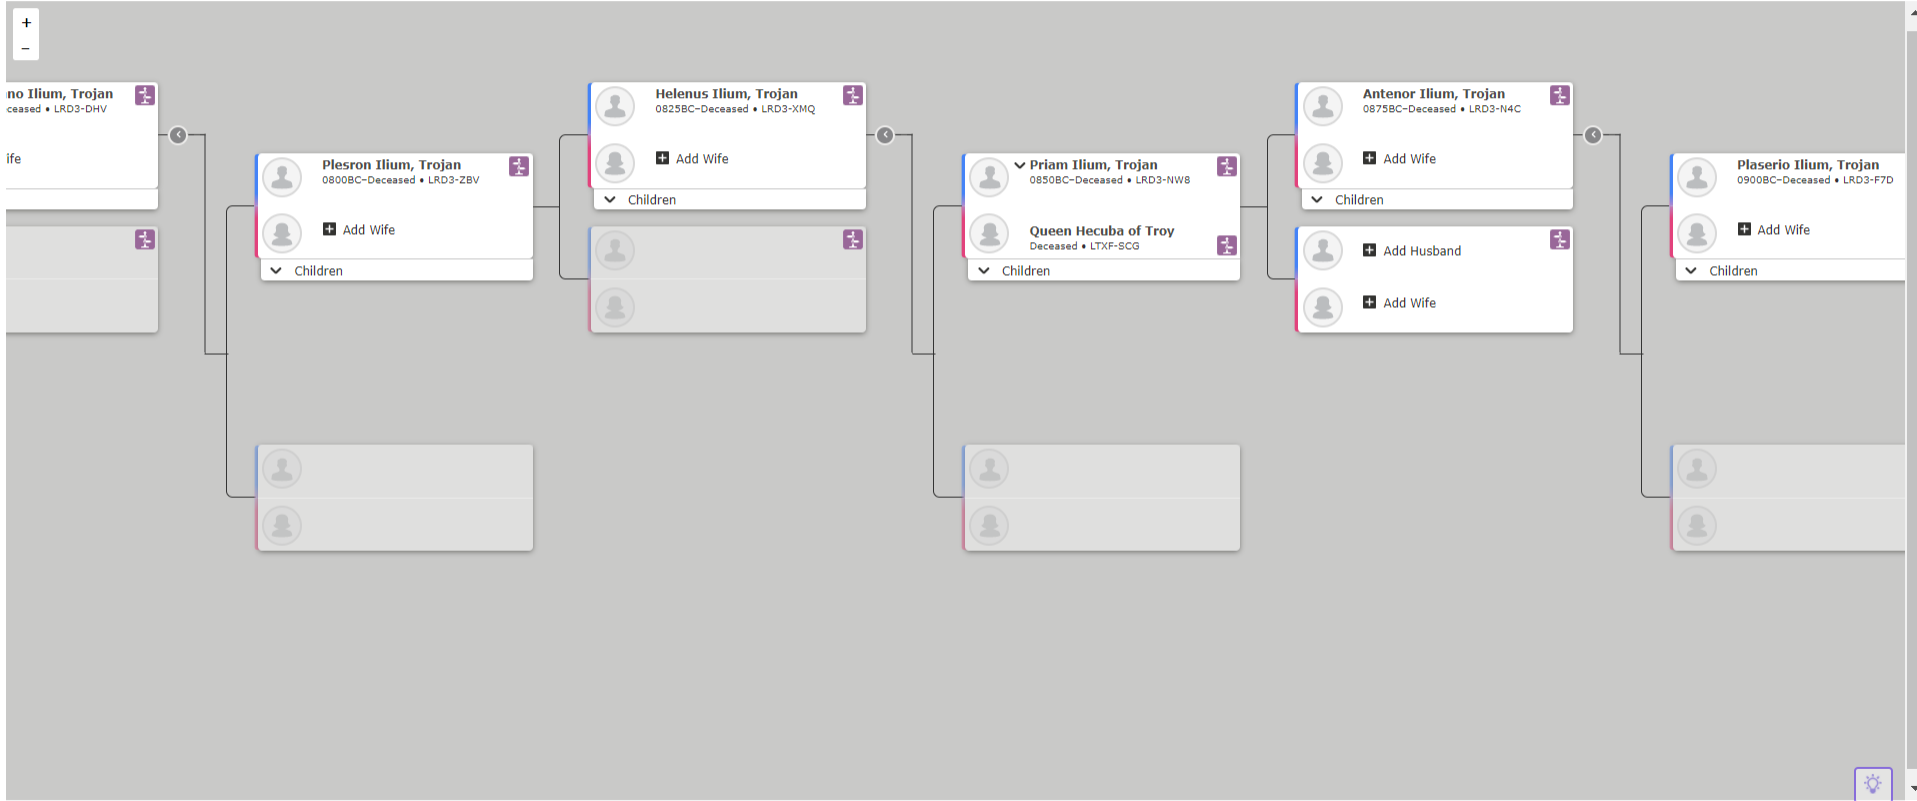 +
−
no Ilium, Trojan
ceased • LRD3-DHV
ife
Plesron Ilium, Trojan
0800BC–Deceased • LRD3-ZBV
Add Wife
Children
Helenus Ilium, Trojan
0825BC–Deceased • LRD3-XMQ
Add Wife
Children
Priam Ilium, Trojan
0850BC–Deceased • LRD3-NW8
Queen Hecuba of Troy
Deceased • LTXF-SCG
Children
Antenor Ilium, Trojan
0875BC–Deceased • LRD3-N4C
Add Wife
Children
Add Husband
Add Wife
Plaserio Ilium, Trojan
0900BC–Deceased • LRD3-F7D
Add Wife
Children